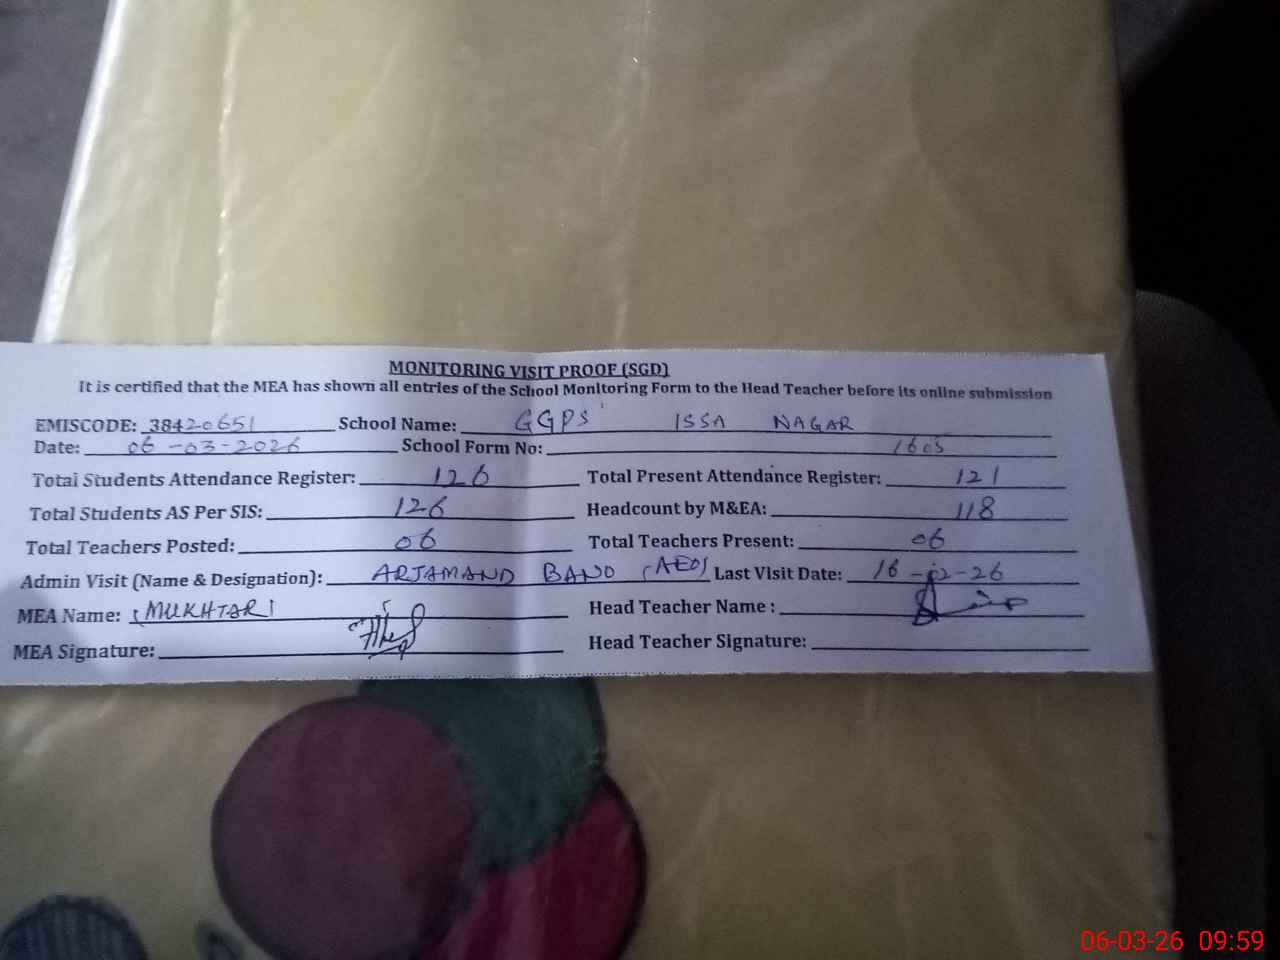 MONITORING VISIT PROOF (SGD)
It is certified that the MEA has shown all entries of the School Monitoring Form to the Head Teacher before its online submission
EMISCODE: 38420651 School Name: GGPS ISSA NAGAR
Date: 06-03-2026 School Form No: 1605
Total Students Attendance Register: 126 Total Present Attendance Register: 121
Total Students AS Per SIS: 126 Headcount by M&EA: 118
Total Teachers Posted: 06 Total Teachers Present: 06
Admin Visit (Name & Designation): ARJAMAND BANO (AEO) Last Visit Date: 16-02-26
MEA Name: (MUKHTAR) Head Teacher Name :
MEA Signature: Head Teacher Signature:
06-03-26 09:59